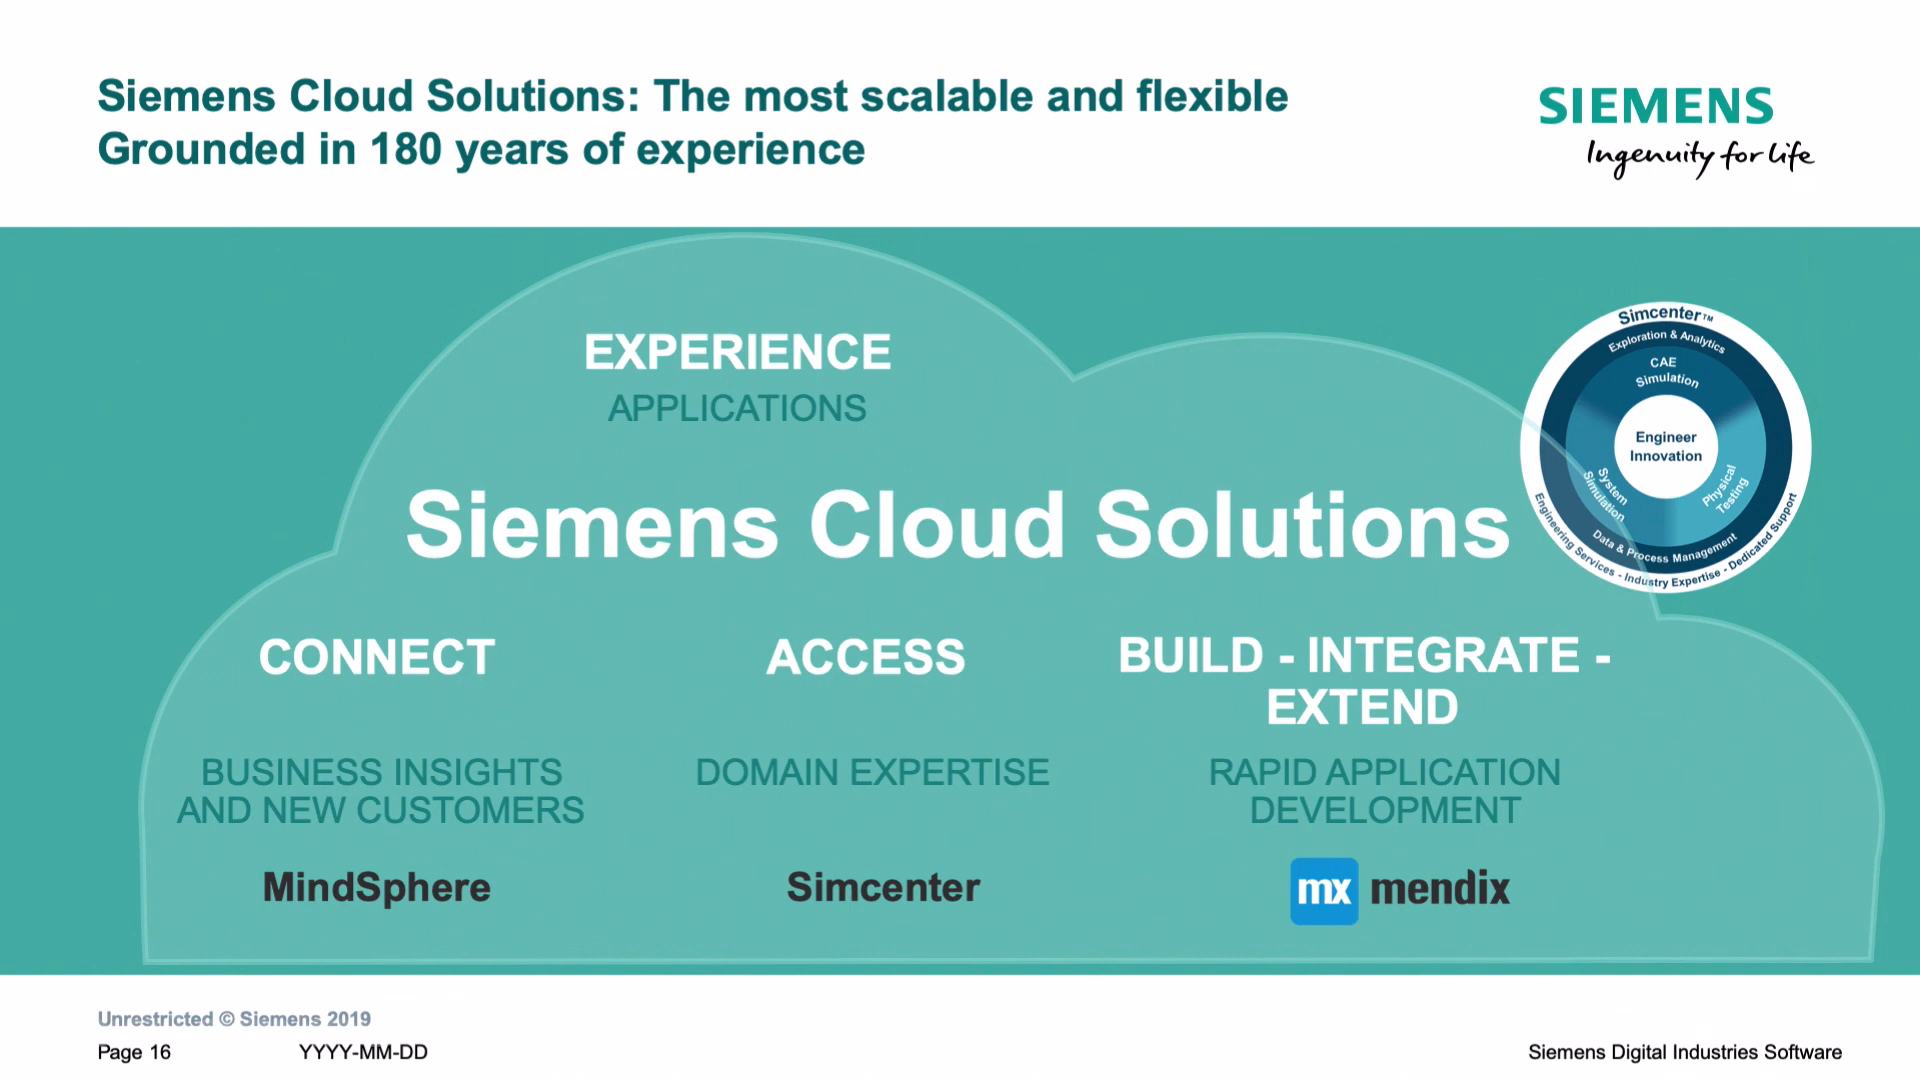 Siemens Cloud Solutions: The most scalable and flexible
Grounded in 180 years of experience
SIEMENS
Ingenuity for life
EXPERIENCE
APPLICATIONS
Simcenter™
Exploration & Analytics
CAE
Simulation
Engineer
Innovation
System
Simulation
Physical
Testing
Data & Process Management
Engineering Services - Industry Expertise - Dedicated Support
Siemens Cloud Solutions
CONNECT
BUSINESS INSIGHTS
AND NEW CUSTOMERS
MindSphere
ACCESS
DOMAIN EXPERTISE
Simcenter
BUILD - INTEGRATE -
EXTEND
RAPID APPLICATION
DEVELOPMENT
mx mendix
Unrestricted © Siemens 2019
Page 16 YYYY-MM-DD
Siemens Digital Industries Software